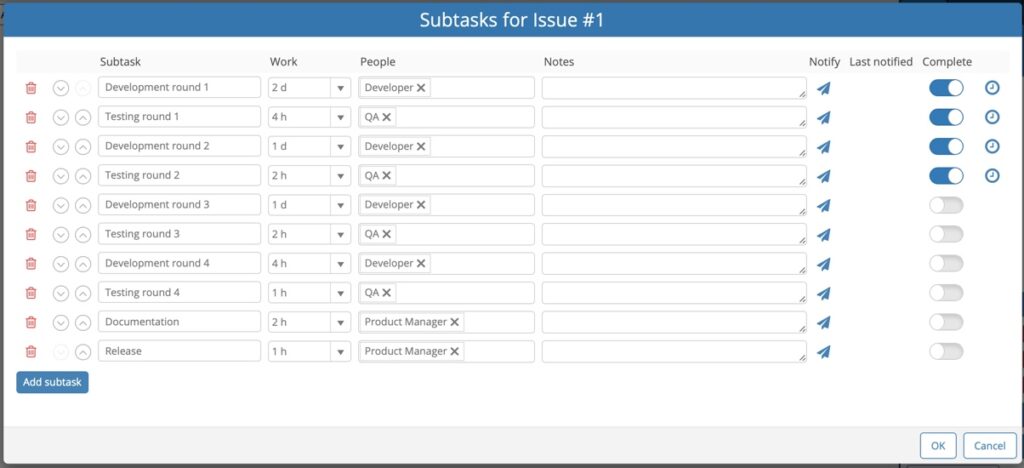 Subtasks for Issue #1
Subtask Work People Notes Notify Last notified Complete
Development round 1 2 d Developer
Testing round 1 4 h QA
Development round 2 1 d Developer
Testing round 2 2 h QA
Development round 3 1 d Developer
Testing round 3 2 h QA
Development round 4 4 h Developer
Testing round 4 1 h QA
Documentation 2 h Product Manager
Release 1 h Product Manager
Add subtask
OK Cancel